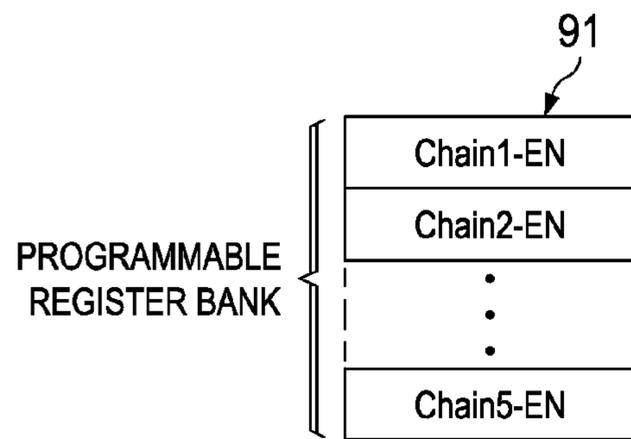 91
Chain1-EN
Chain2-EN
PROGRAMMABLE
REGISTER BANK
Chain5-EN